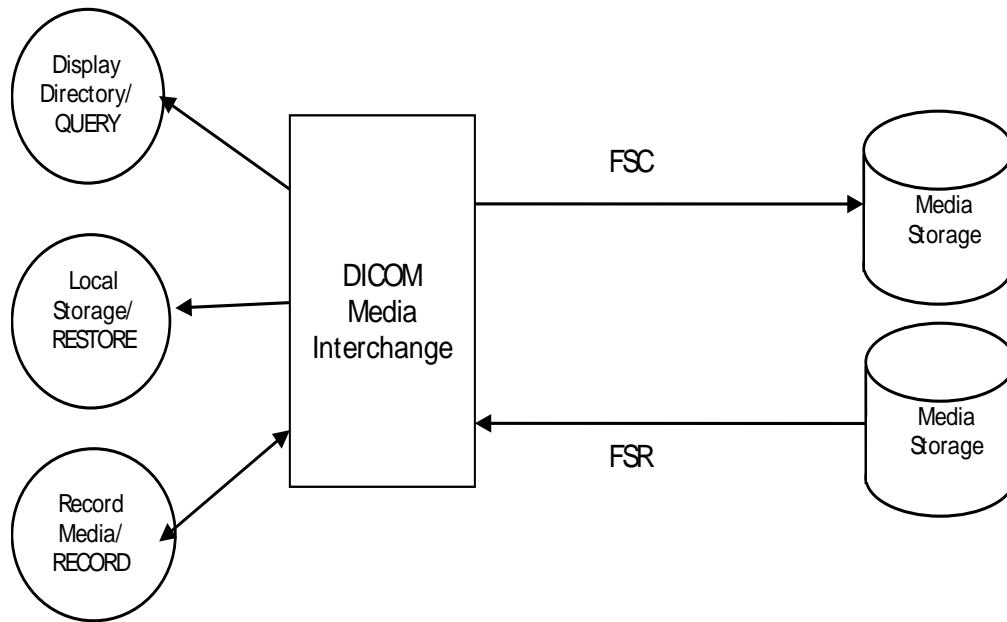 Display
Directory/
QUERY
Local
Storage/
RESTORE
Record
Media/
RECORD
DICOM
Media
Interchange
FSC
FSR
Media
Storage
Media
Storage